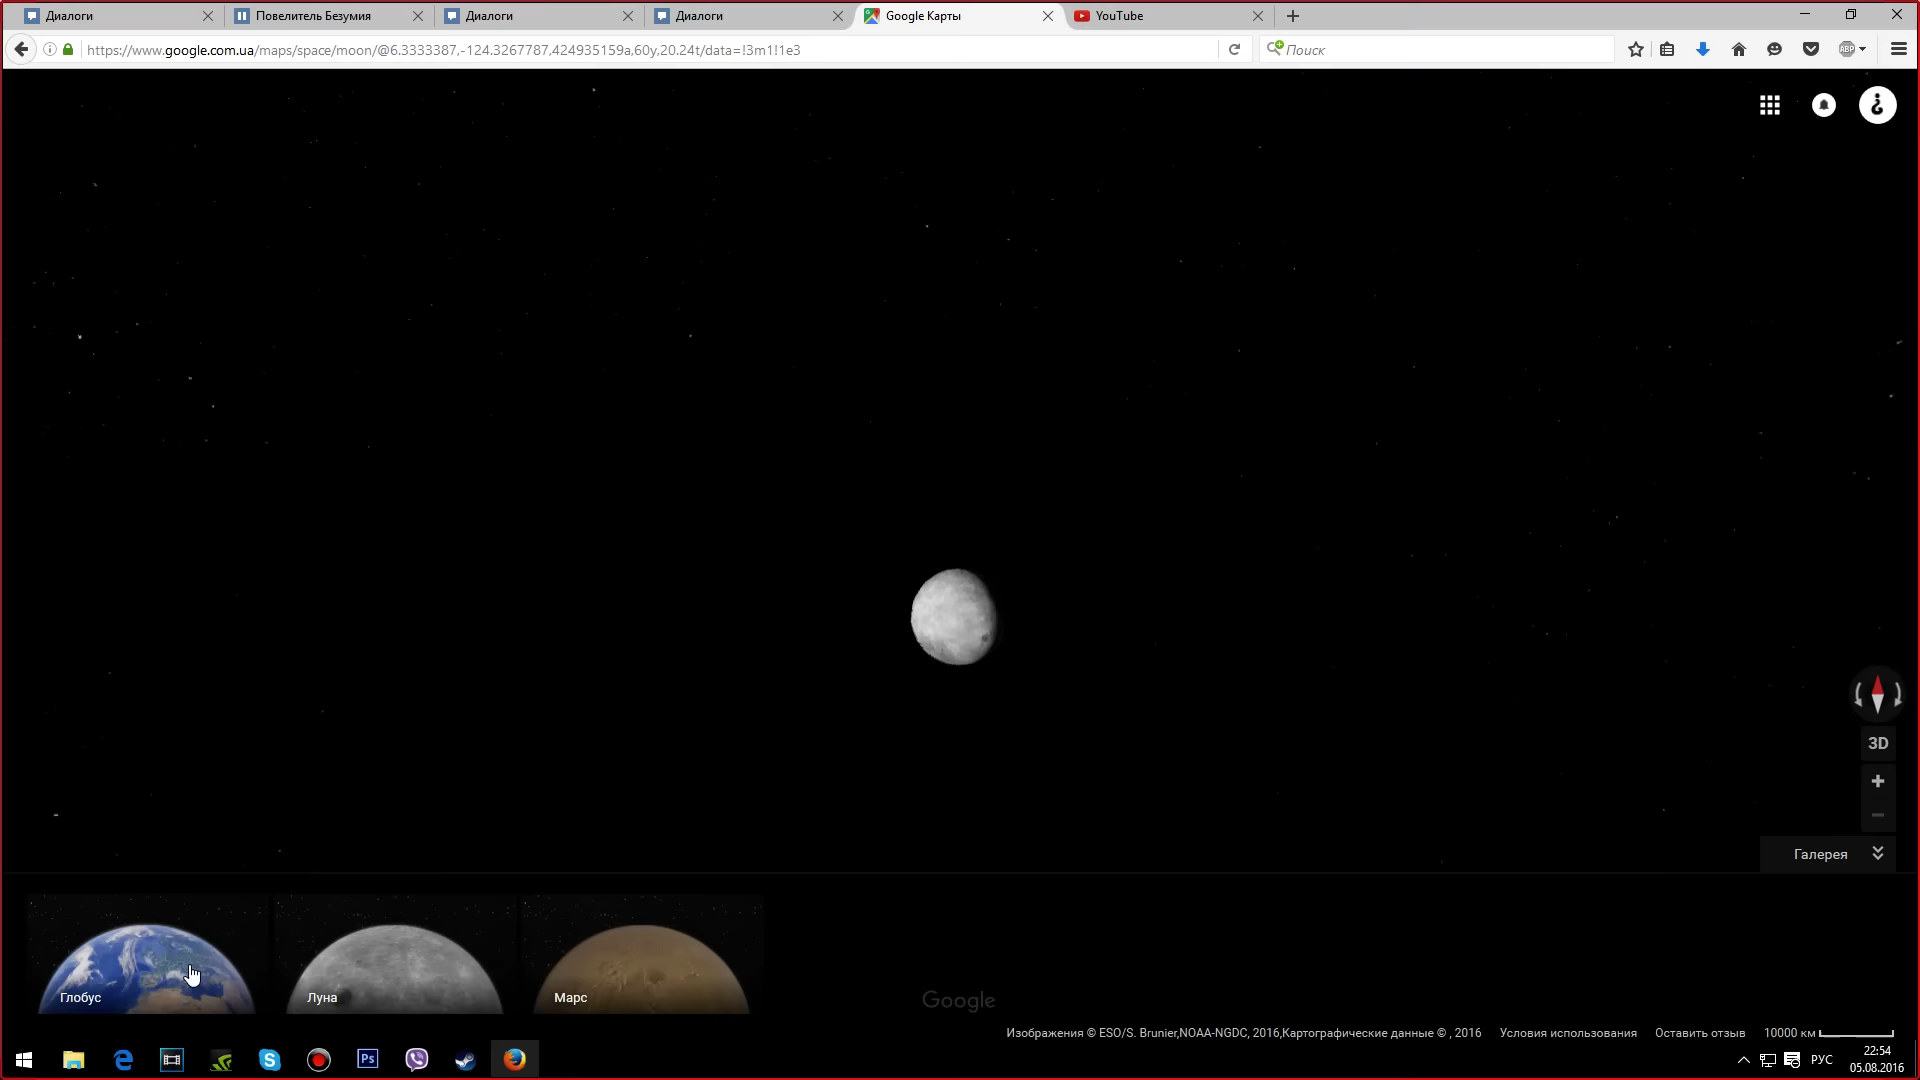 Диалоги
Повелитель Безумия
Диалоги
Диалоги
Google Карты
YouTube
https://www.google.com.ua/maps/space/moon/@6.3333387,-124.3267787,424935159a,60y,20.24t/data=!3m1!1e3
Поиск
ABP
3D
Галерея
Глобус
Луна
Марс
Google
Изображения © ESO/S. Brunier,NOAA-NGDC, 2016,Картографические данные © , 2016 Условия использования Оставить отзыв 10000 км
Ps
РУС
22:54
05.08.2016